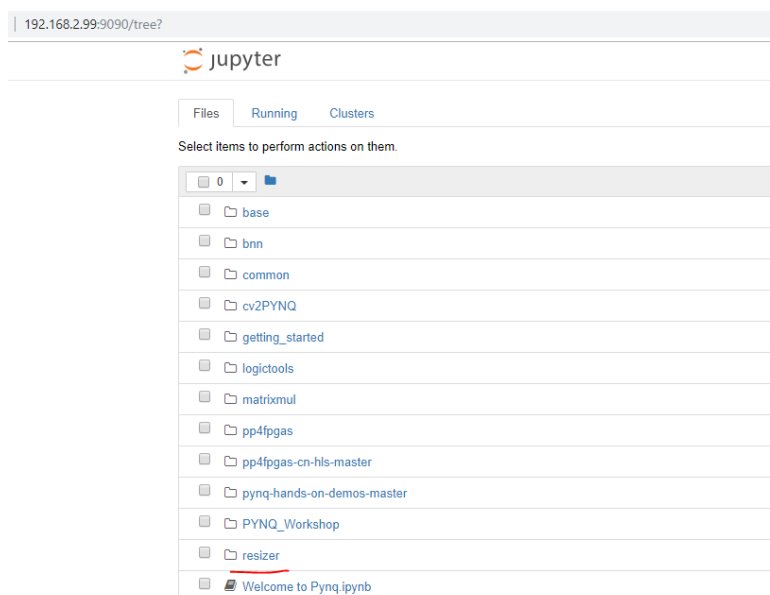 192.168.2.99:9090/tree?
jupyter
Files Running Clusters
Select items to perform actions on them.
0
base
bnn
common
cv2PYNQ
getting_started
logictools
matrixmul
pp4fpgas
pp4fpgas-cn-hls-master
pynq-hands-on-demos-master
PYNQ_Workshop
resizer
Welcome to Pynq.ipynb